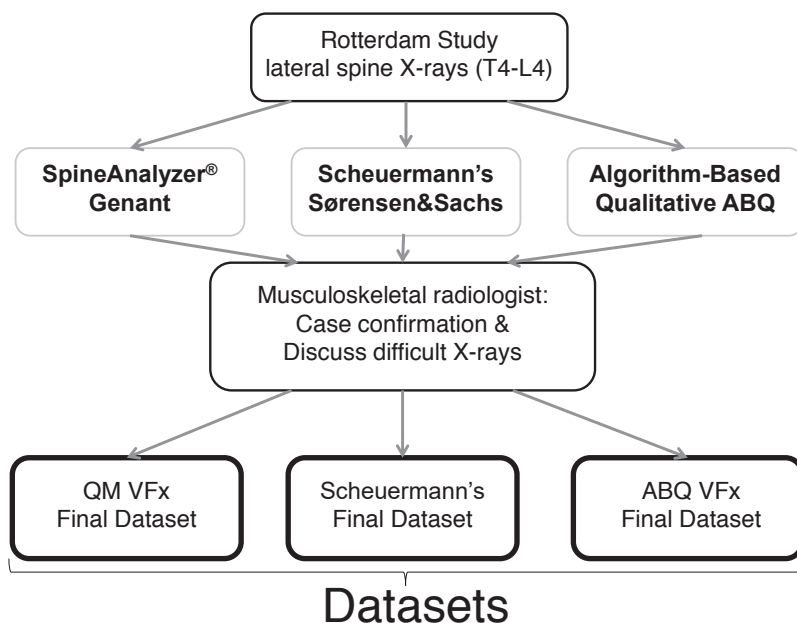 Rotterdam Study
lateral spine X-rays (T4-L4)
SpineAnalyzer®
Genant
Scheuermann's
Sørensen&Sachs
Algorithm-Based
Qualitative ABQ
Musculoskeletal radiologist:
Case confirmation &
Discuss difficult X-rays
QM VFx
Final Dataset
Scheuermann's
Final Dataset
ABQ VFx
Final Dataset
Datasets